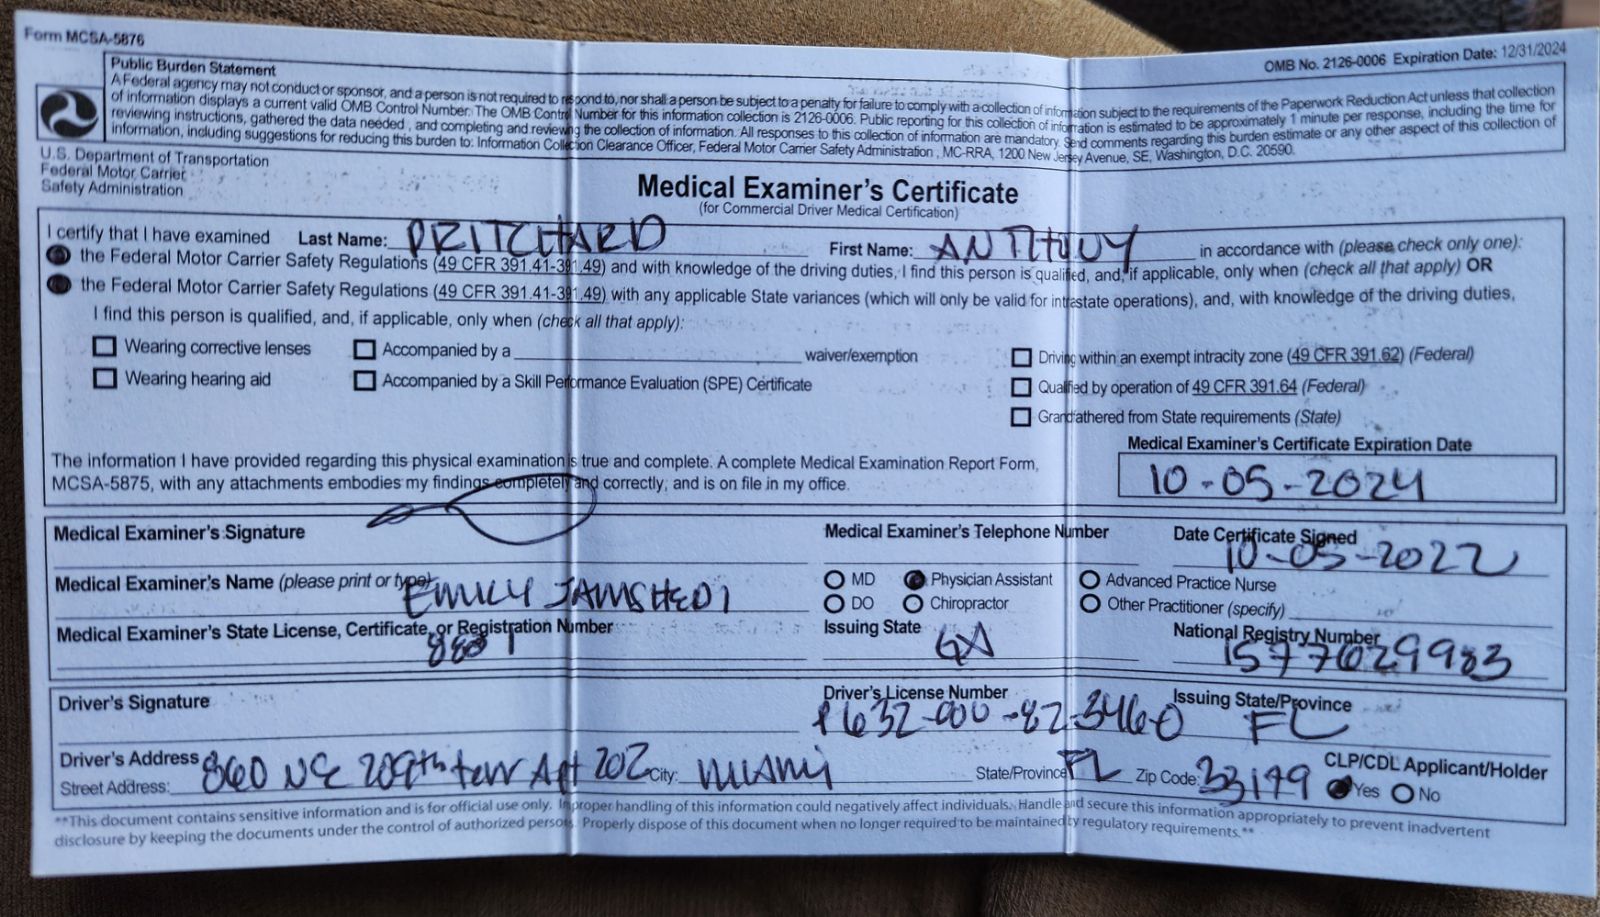 Form MCSA-5876
OMB No. 2126-0006 Expiration Date: 12/31/2024
Public Burden Statement
A Federal agency may not conduct or sponsor, and a person is not required to respond to, nor shall a person be subject to a penalty for failure to comply with a collection of information subject to the requirements of the Paperwork Reduction Act unless that collection
of information displays a current valid OMB Control Number. The OMB Control Number for this information collection is 2126-0006. Public reporting for this collection of information is estimated to be approximately 1 minute per response, including the time for
reviewing instructions, gathered the data needed, and completing and reviewing the collection of information. All responses to this collection of information are mandatory. Send comments regarding this burden estimate or any other aspect of this collection of
information, including suggestions for reducing this burden to: Information Collection Clearance Officer, Federal Motor Carrier Safety Administration, MC-RRA, 1200 New Jersey Avenue, SE, Washington, D.C. 20590.
U.S. Department of Transportation
Federal Motor Carrier
Safety Administration
Medical Examiner's Certificate
(for Commercial Driver Medical Certification)
I certify that I have examined Last Name: PRITCHARD First Name: ANTHONY in accordance with (please check only one):
the Federal Motor Carrier Safety Regulations (49 CFR 391.41-391.49) and with knowledge of the driving duties, I find this person is qualified, and, if applicable, only when (check all that apply) OR
the Federal Motor Carrier Safety Regulations (49 CFR 391.41-391.49) with any applicable State variances (which will only be valid for intrastate operations), and, with knowledge of the driving duties,
I find this person is qualified, and, if applicable, only when (check all that apply):
Wearing corrective lenses Accompanied by a waiver/exemption Driving within an exempt intracity zone (49 CFR 391.62) (Federal)
Wearing hearing aid Accompanied by a Skill Performance Evaluation (SPE) Certificate Qualified by operation of 49 CFR 391.64 (Federal)
Grandfathered from State requirements (State)
Medical Examiner's Certificate Expiration Date
10-05-2024
The information I have provided regarding this physical examination is true and complete. A complete Medical Examination Report Form,
MCSA-5875, with any attachments embodies my findings completely and correctly, and is on file in my office.
Medical Examiner's Signature Medical Examiner's Telephone Number Date Certificate Signed
10-05-2022
Medical Examiner's Name (please print or type) EMILY JAMSHEDI MD Physician Assistant Advanced Practice Nurse
DO Chiropractor Other Practitioner (specify)
Medical Examiner's State License, Certificate, or Registration Number Issuing State National Registry Number
GA 1577629983
Driver's Signature Driver's License Number Issuing State/Province
P632-000-82-346-0 FL
Driver's Address
Street Address: 860 NE 209th terr Apt 202 City: MIAMI State/Province: FL Zip Code: 33179 CLP/CDL Applicant/Holder
Yes No
**This document contains sensitive information and is for official use only. Improper handling of this information could negatively affect individuals. Handle and secure this information appropriately to prevent inadvertent
disclosure by keeping the documents under the control of authorized persons. Properly dispose of this document when no longer required to be maintained by regulatory requirements.**